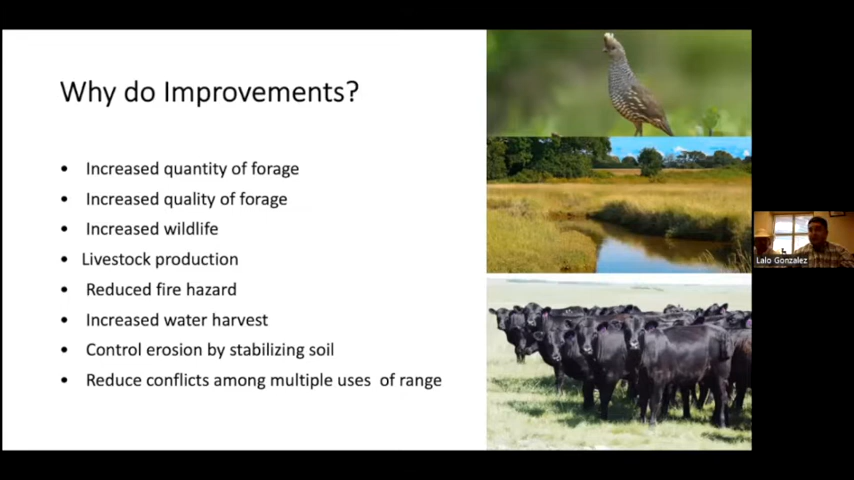 Why do Improvements?
• Increased quantity of forage
• Increased quality of forage
• Increased wildlife
• Livestock production
• Reduced fire hazard
• Increased water harvest
• Control erosion by stabilizing soil
• Reduce conflicts among multiple uses of range
Lalo Gonzalez